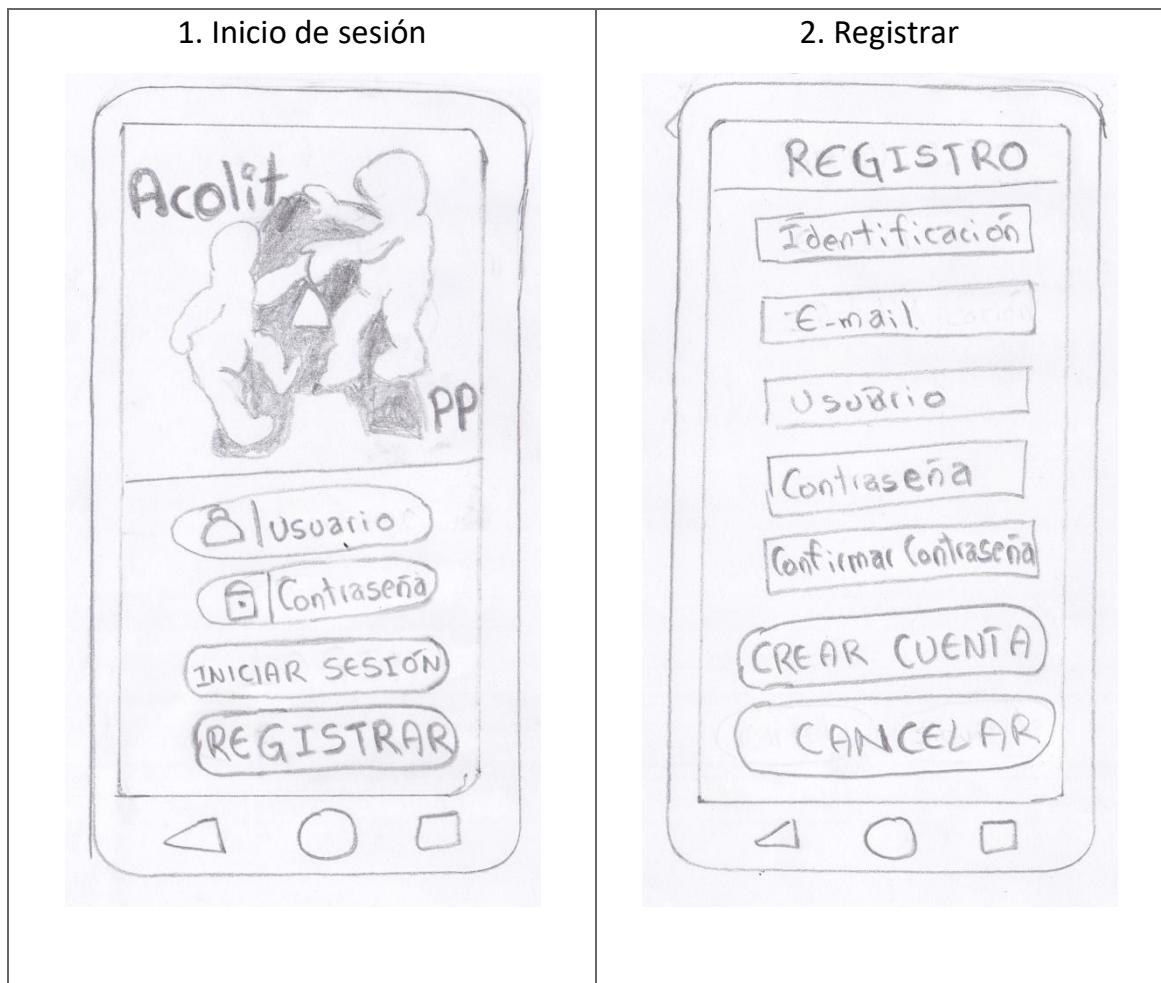 1. Inicio de sesión
Acolit
PP
Usuario
Contraseña
INICIAR SESIÓN
REGISTRAR
2. Registrar
REGISTRO
Identificación
E-mail
Usuario
Contraseña
Confirmar Contraseña
CREAR CUENTA
CANCELAR